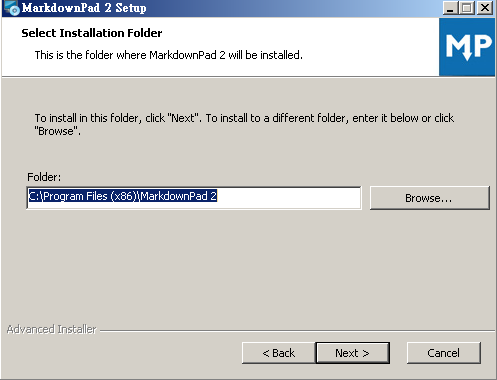 MarkdownPad 2 Setup
Select Installation Folder
This is the folder where MarkdownPad 2 will be installed.
MP
To install in this folder, click "Next". To install to a different folder, enter it below or click
"Browse".
Folder:
C:\Program Files (x86)\MarkdownPad 2
Browse...
Advanced Installer
< Back
Next >
Cancel